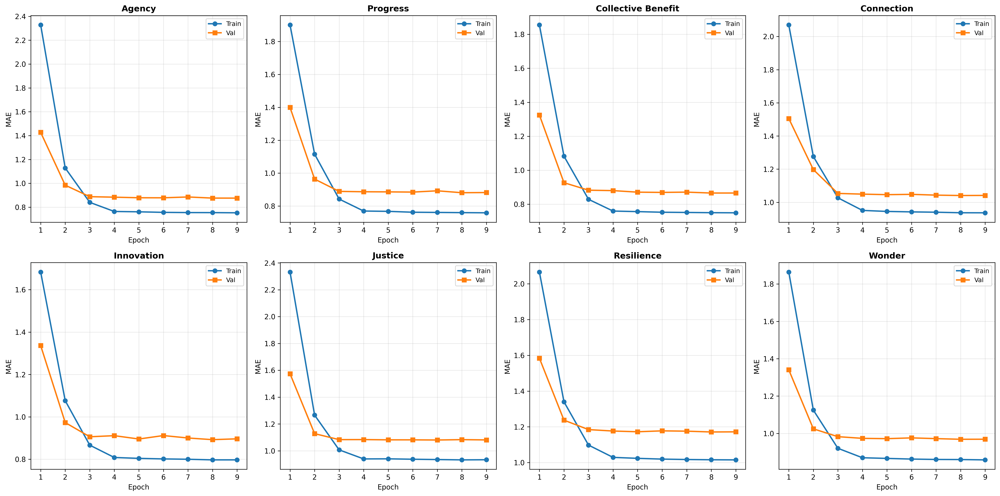 Agency
2.4
2.2
2.0
1.8
1.6
1.4
1.2
1.0
0.8
MAE
Train
Val
1 2 3 4 5 6 7 8 9
Epoch
Progress
1.8
1.6
1.4
1.2
1.0
0.8
MAE
Train
Val
1 2 3 4 5 6 7 8 9
Epoch
Collective Benefit
1.8
1.6
1.4
1.2
1.0
0.8
MAE
Train
Val
1 2 3 4 5 6 7 8 9
Epoch
Connection
2.0
1.8
1.6
1.4
1.2
1.0
MAE
Train
Val
1 2 3 4 5 6 7 8 9
Epoch
Innovation
1.6
1.4
1.2
1.0
0.8
MAE
Train
Val
1 2 3 4 5 6 7 8 9
Epoch
Justice
2.4
2.2
2.0
1.8
1.6
1.4
1.2
1.0
MAE
Train
Val
1 2 3 4 5 6 7 8 9
Epoch
Resilience
2.0
1.8
1.6
1.4
1.2
1.0
MAE
Train
Val
1 2 3 4 5 6 7 8 9
Epoch
Wonder
1.8
1.6
1.4
1.2
1.0
MAE
Train
Val
1 2 3 4 5 6 7 8 9
Epoch